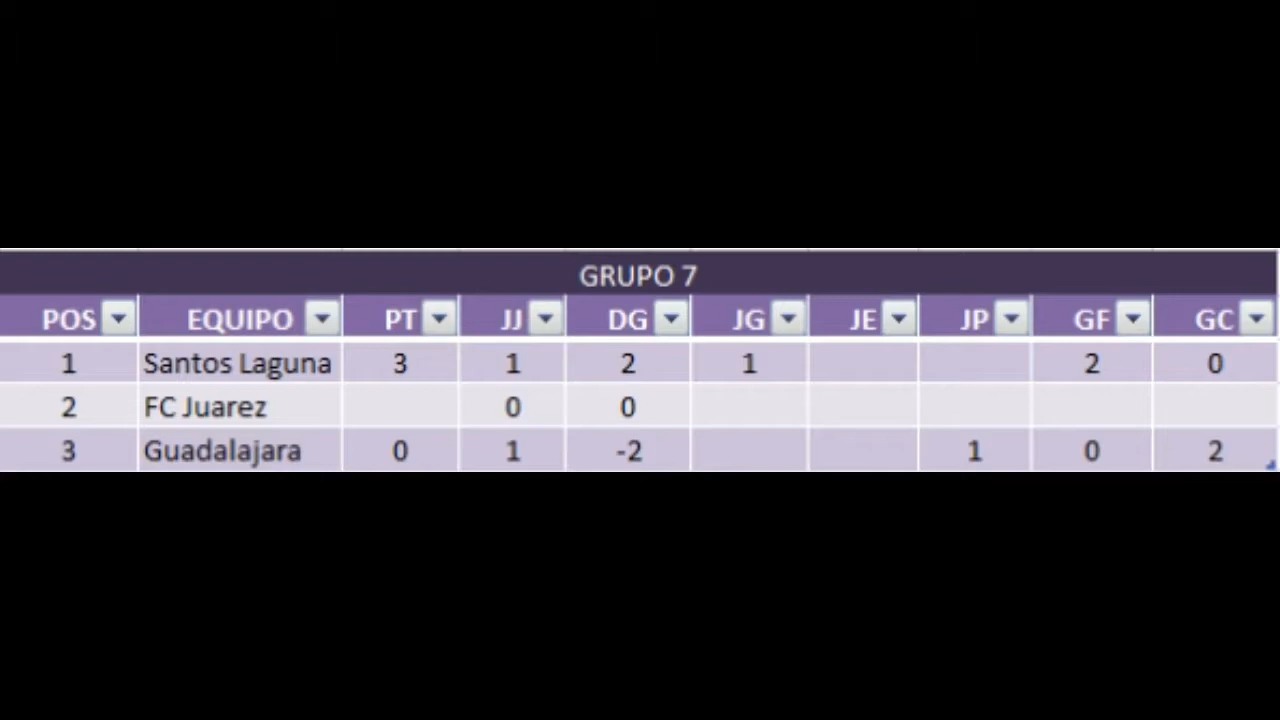 GRUPO 7
POS EQUIPO PT JJ DG JG JE JP GF GC
1 Santos Laguna 3 1 2 1 2 0
2 FC Juarez 0 0
3 Guadalajara 0 1 -2 1 0 2